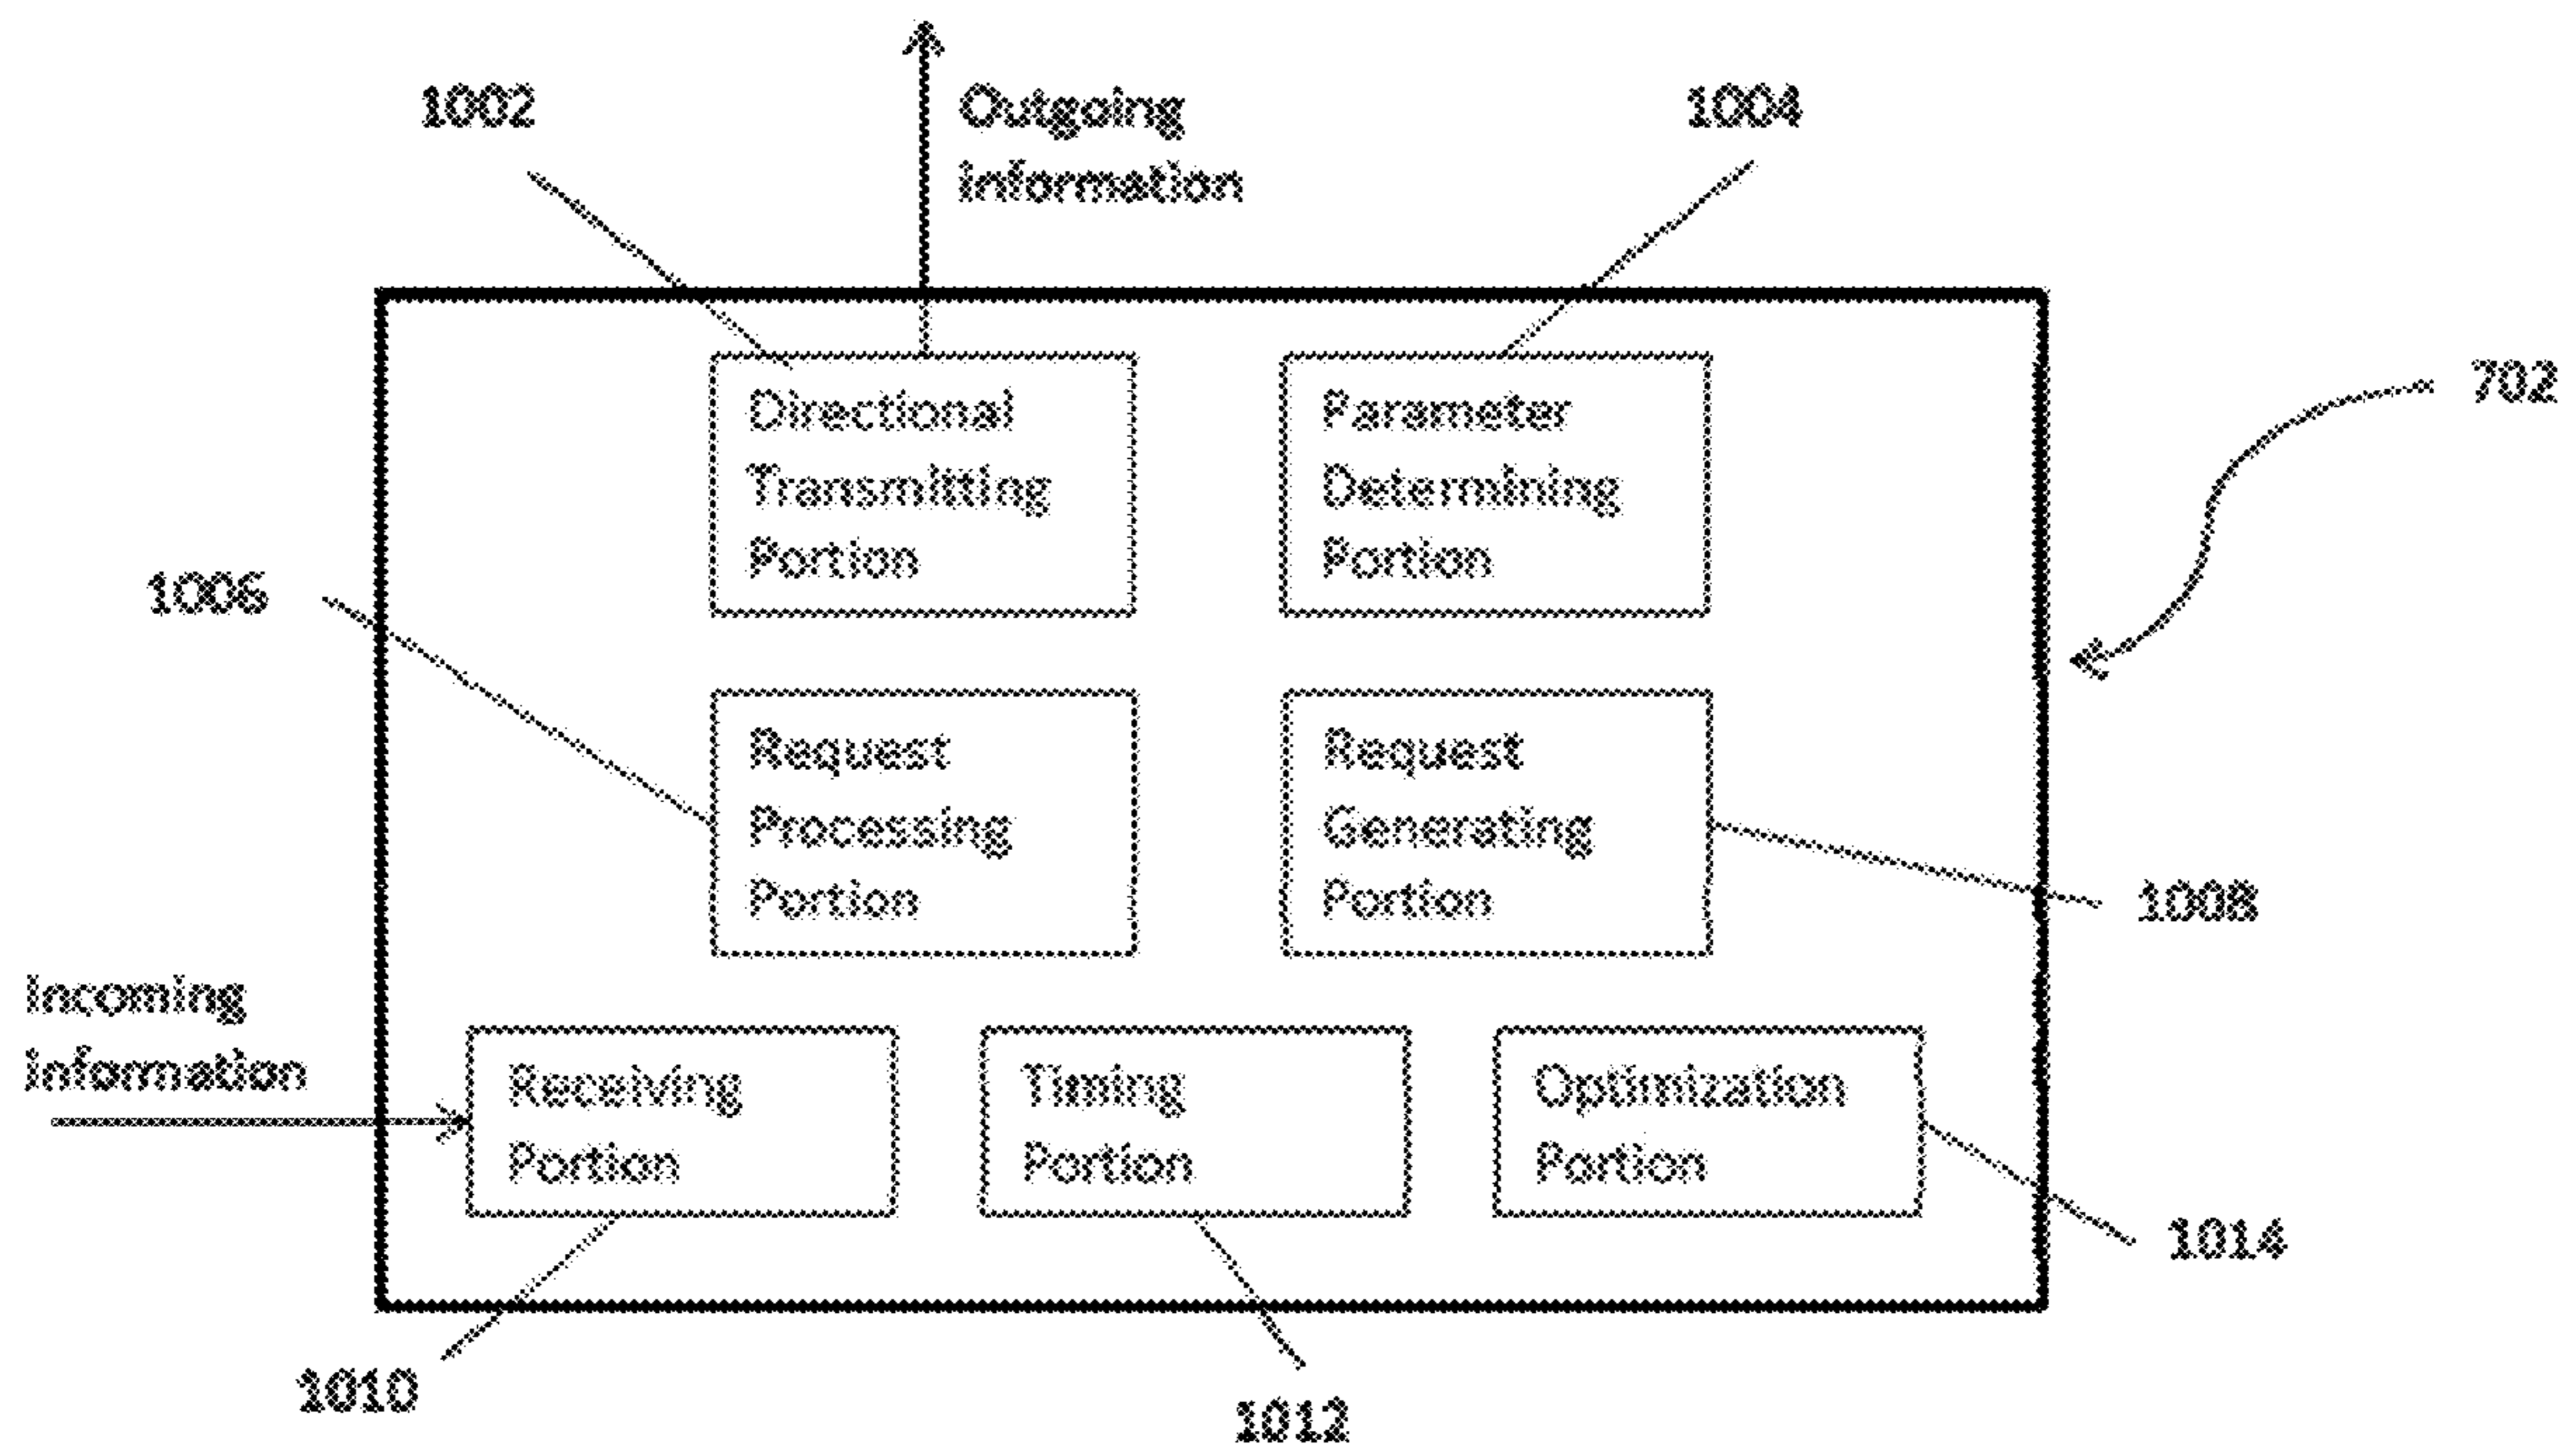 1002
Outgoing
information
1004
702
Directional
Transmitting
Portion
Parameter
Determining
Portion
1006
Request
Processing
Portion
Request
Generating
Portion
1008
Incoming
information
Receiving
Portion
Timing
Portion
Optimization
Portion
1014
1010
1012